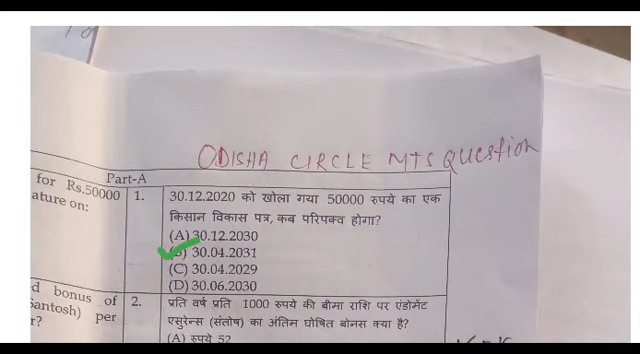 ODISHA CIRCLE MTS QUESTION
Part-A
for Rs.50000
ature on:
1. 30.12.2020 को खोला गया 50000 रुपये का एक
किसान विकास पत्र, कब परिपक्व होगा?
(A) 30.12.2030
(B) 30.04.2031
(C) 30.04.2029
(D) 30.06.2030
d bonus of
Santosh) per
r?
2. प्रति वर्ष प्रति 1000 रुपये की बीमा राशि पर एंडोमेंट
एसुरेन्स (संतोष) का अंतिम घोषित बोनस क्या है?
(A) रुपये 52